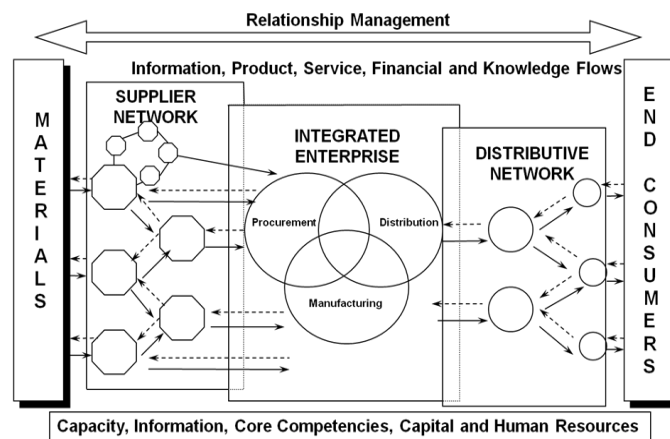 Relationship Management
Information, Product, Service, Financial and Knowledge Flows
MATERIALS
SUPPLIER
NETWORK
INTEGRATED
ENTERPRISE
DISTRIBUTIVE
NETWORK
END CONSUMERS
Procurement
Distribution
Manufacturing
Capacity, Information, Core Competencies, Capital and Human Resources